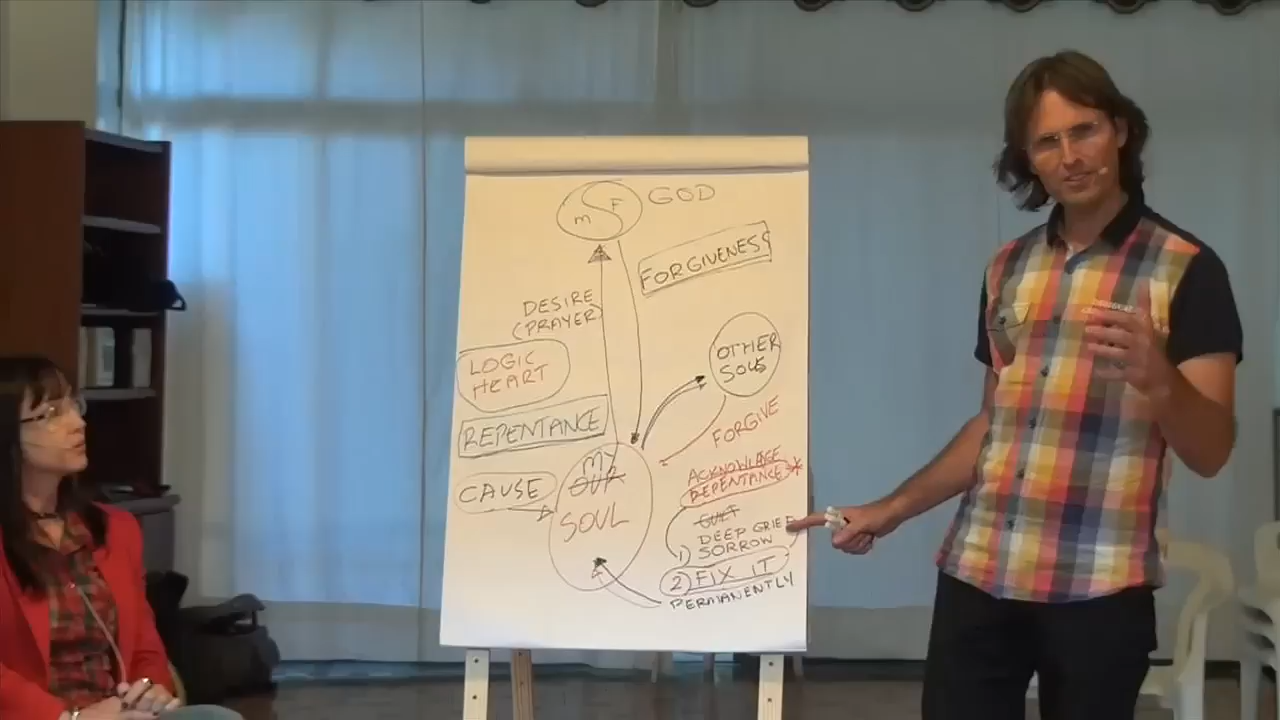 M F GOD
FORGIVENESS
DESIRE
(PRAYER)
LOGIC
HEART
OTHER
SOULS
REPENTANCE
FORGIVE
MY
OUR
SOUL
CAUSE
ACKNOWLAGE
REPENTANCE *
GUILT
DEEP GRIEF
1) SORROW
2) FIX IT
PERMANENTLY